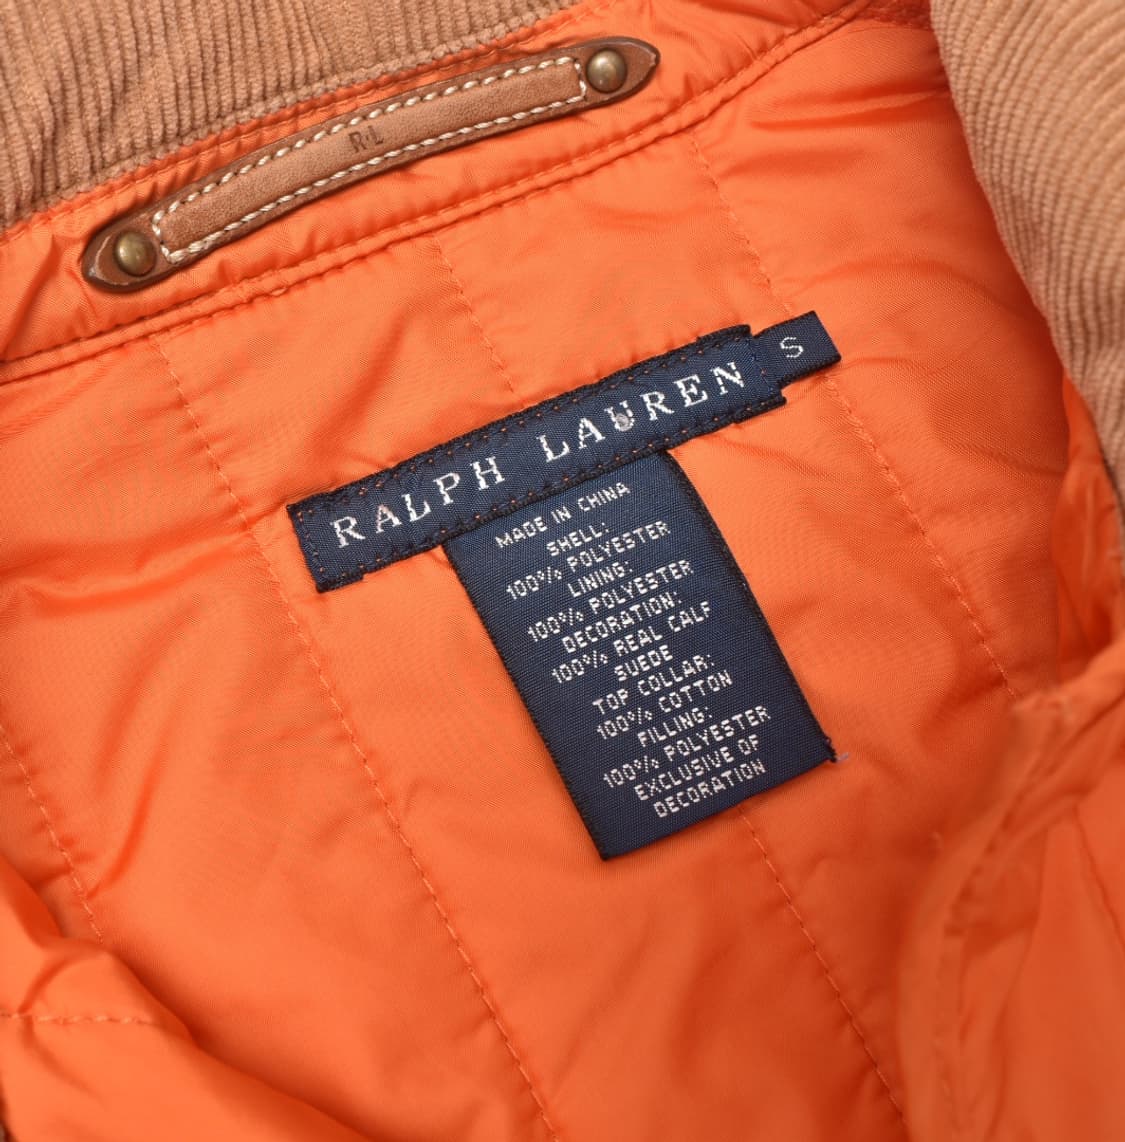 R·L
RALPH LAUREN
S
MADE IN CHINA
SHELL:
100% POLYESTER
LINING:
100% POLYESTER
DECORATION:
100% REAL CALF
SUEDE
TOP COLLAR:
100% COTTON
FILLING:
100% POLYESTER
EXCLUSIVE OF
DECORATION